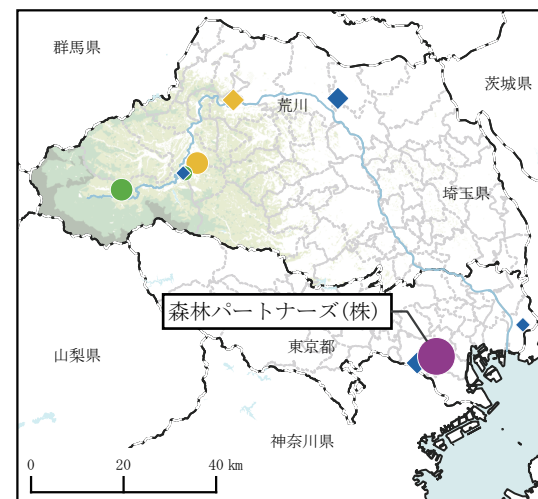 群馬県
茨城県
荒川
埼玉県
森林パートナーズ(株)
東京都
山梨県
神奈川県
0 20 40 km